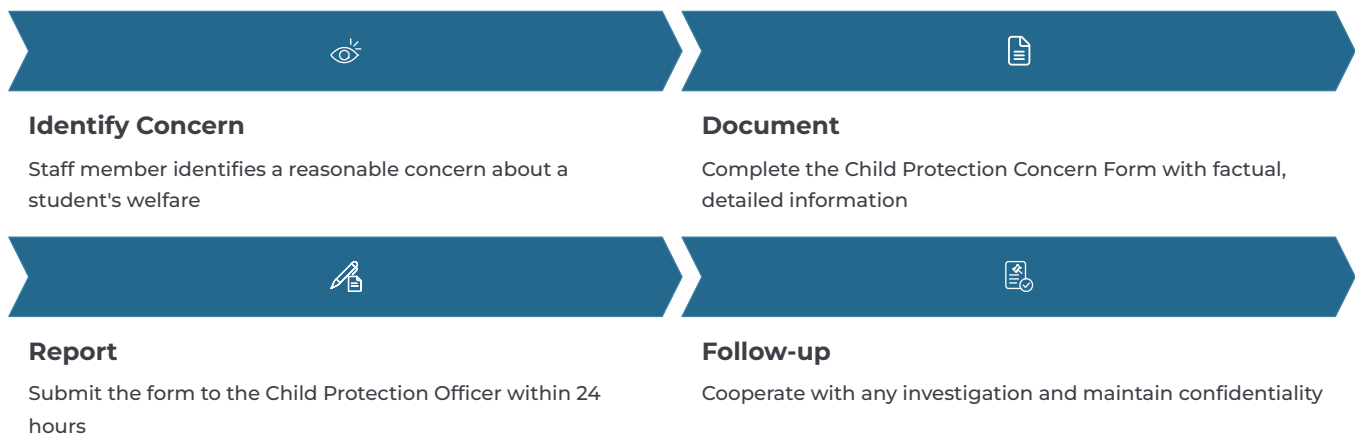 Identify Concern
Staff member identifies a reasonable concern about a
student's welfare
Document
Complete the Child Protection Concern Form with factual,
detailed information
Report
Submit the form to the Child Protection Officer within 24
hours
Follow-up
Cooperate with any investigation and maintain confidentiality